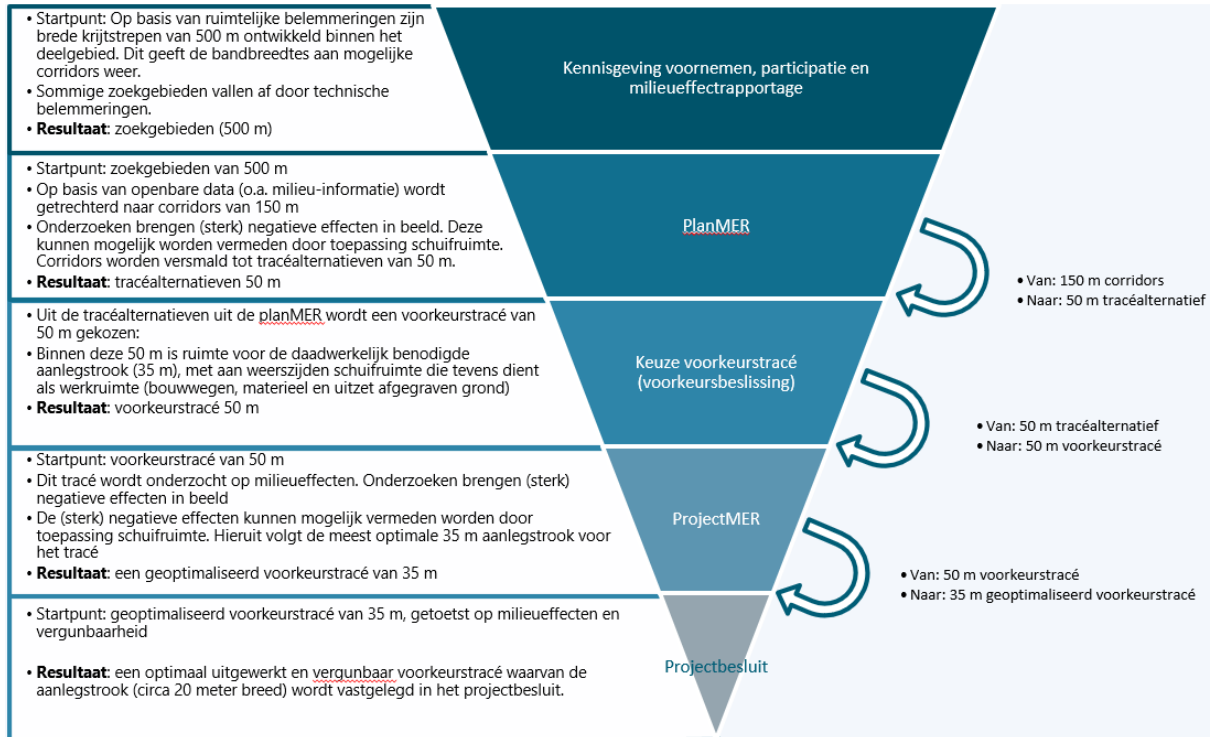 • Startpunt: Op basis van ruimtelijke belemmeringen zijn
brede krijtstrepen van 500 m ontwikkeld binnen het
deelgebied. Dit geeft de bandbreedtes aan mogelijke
corridors weer.
• Sommige zoekgebieden vallen af door technische
belemmeringen.
• Resultaat: zoekgebieden (500 m)
Kennisgeving voornemen, participatie en
milieueffectrapportage
• Startpunt: zoekgebieden van 500 m
• Op basis van openbare data (o.a. milieu-informatie) wordt
getrechterd naar corridors van 150 m
• Onderzoeken brengen (sterk) negatieve effecten in beeld. Deze
kunnen mogelijk worden vermeden door toepassing schuifruimte.
Corridors worden versmald tot tracéalternatieven van 50 m.
• Resultaat: tracéalternatieven 50 m
PlanMER
• Van: 150 m corridors
• Naar: 50 m tracéalternatief
• Uit de tracéalternatieven uit de planMER wordt een voorkeurstracé van
50 m gekozen:
• Binnen deze 50 m is ruimte voor de daadwerkelijk benodigde
aanlegstrook (35 m), met aan weerszijden schuifruimte die tevens dient
als werkruimte (bouwwegen, materieel en uitzet afgegraven grond)
• Resultaat: voorkeurstracé 50 m
Keuze voorkeurstracé
(voorkeursbeslissing)
• Van: 50 m tracéalternatief
• Naar: 50 m voorkeurstracé
• Startpunt: voorkeurstracé van 50 m
• Dit tracé wordt onderzocht op milieueffecten. Onderzoeken brengen (sterk)
negatieve effecten in beeld
• De (sterk) negatieve effecten kunnen mogelijk vermeden worden door
toepassing schuifruimte. Hieruit volgt de meest optimale 35 m aanlegstrook voor
het tracé
• Resultaat: een geoptimaliseerd voorkeurstracé van 35 m
ProjectMER
• Van: 50 m voorkeurstracé
• Naar: 35 m geoptimaliseerd voorkeurstracé
• Startpunt: geoptimaliseerd voorkeurstracé van 35 m, getoetst op milieueffecten en
vergunbaarheid
• Resultaat: een optimaal uitgewerkt en vergunbaar voorkeurstracé waarvan de
aanlegstrook (circa 20 meter breed) wordt vastgelegd in het projectbesluit.
Projectbesluit